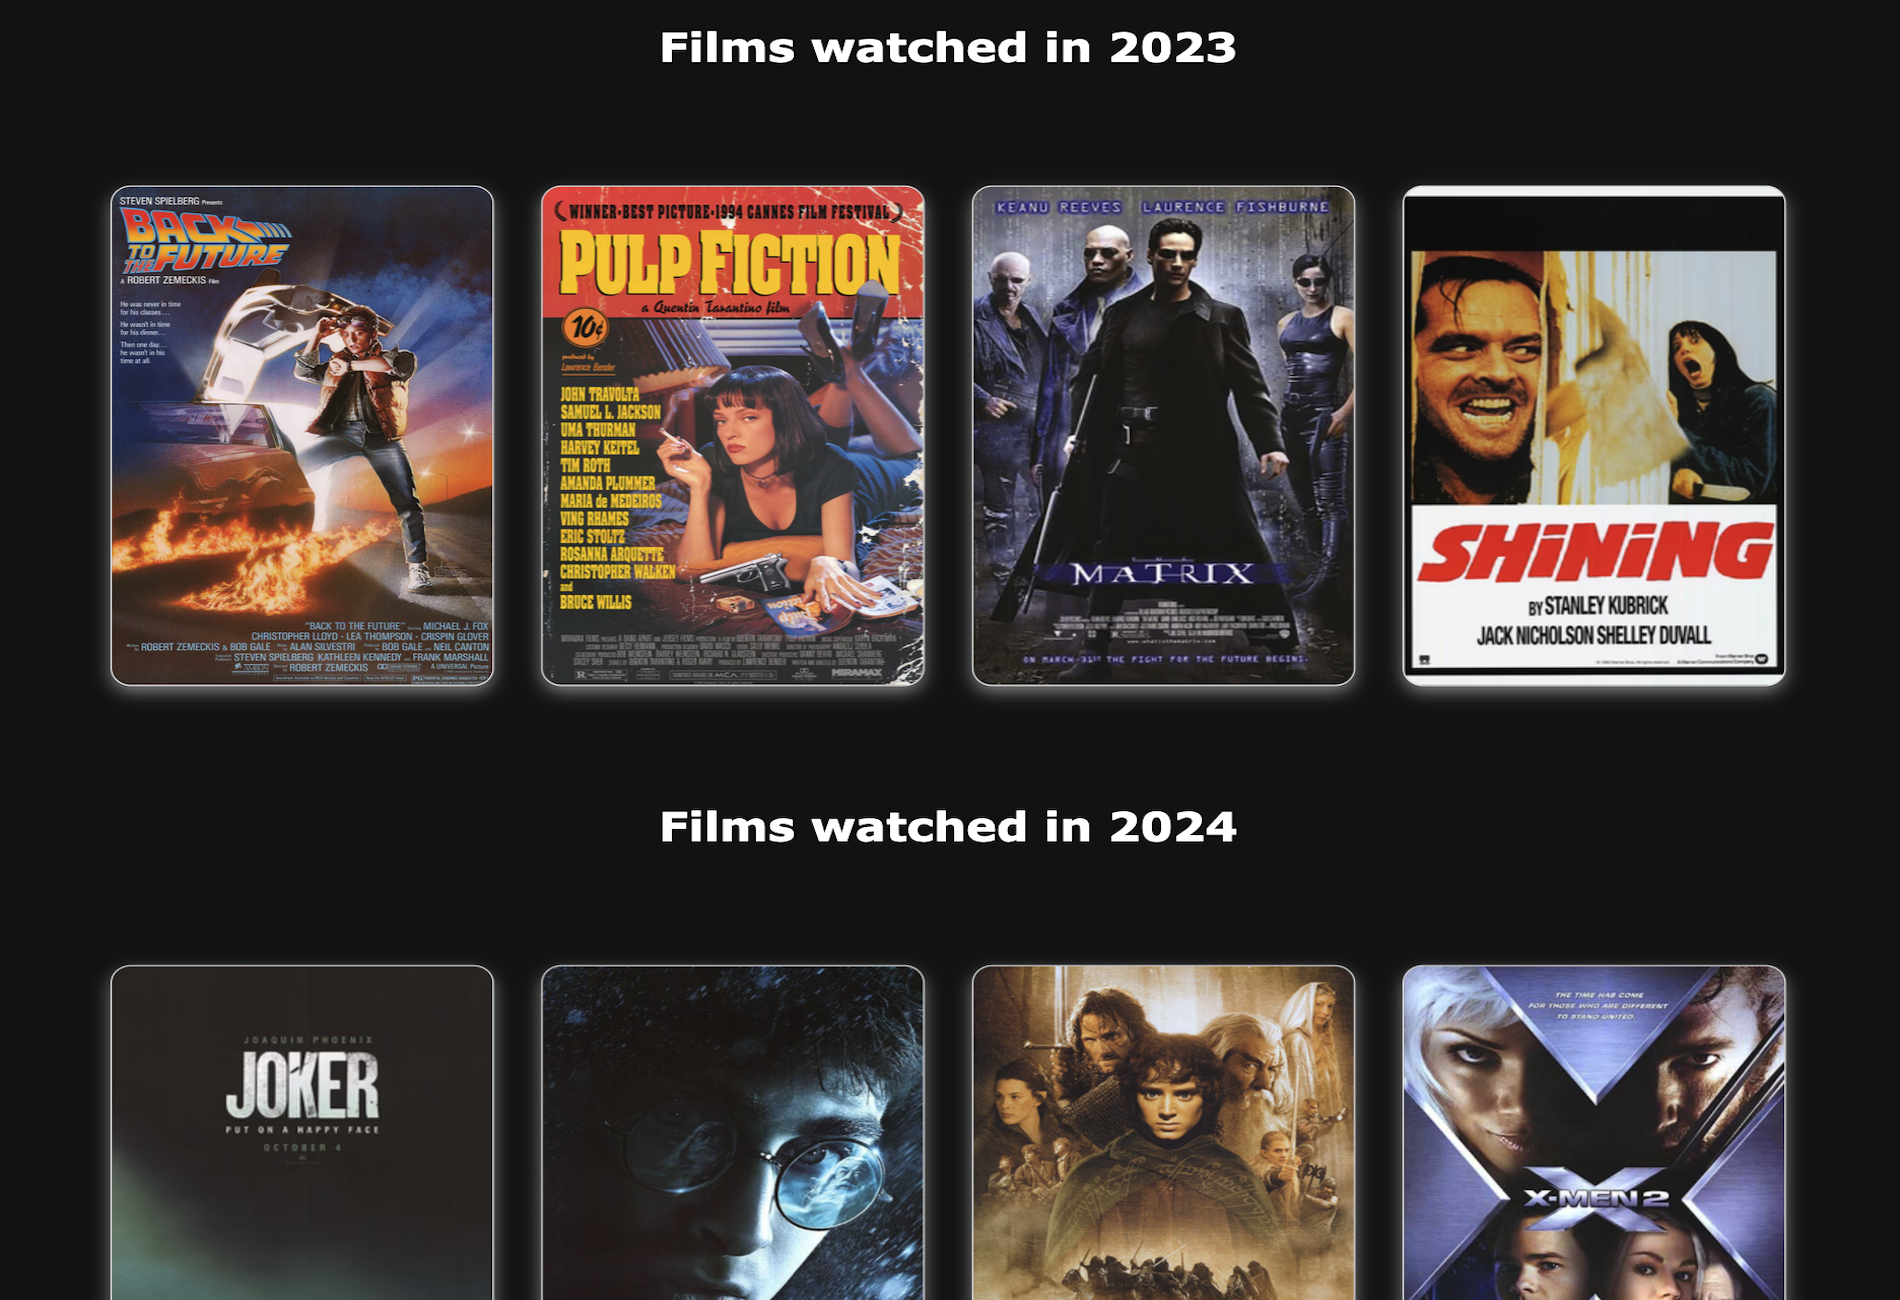 Films watched in 2023
STEVEN SPIELBERG Presents
BACK
TO THE FUTURE
A ROBERT ZEMECKIS Film
He was never in time
for his classes...
He wasn't in time
for his dinner...
Then one day...
he wasn't in his
time at all.
"BACK TO THE FUTURE" Starring MICHAEL J. FOX
CHRISTOPHER LLOYD · LEA THOMPSON · CRISPIN GLOVER
ROBERT ZEMECKIS & BOB GALE ALAN SILVESTRI BOB GALE NEIL CANTON
STEVEN SPIELBERG KATHLEEN KENNEDY FRANK MARSHALL
ROBERT ZEMECKIS A UNIVERSAL Picture
PG
WINNER·BEST PICTURE·1994 CANNES FILM FESTIVAL
PULP FICTION
a Quentin Tarantino film
10¢
produced by
Lawrence Bender
JOHN TRAVOLTA
SAMUEL L. JACKSON
UMA THURMAN
HARVEY KEITEL
TIM ROTH
AMANDA PLUMMER
MARIA de MEDEIROS
VING RHAMES
ERIC STOLTZ
ROSANNA ARQUETTE
CHRISTOPHER WALKEN
and
BRUCE WILLIS
R
MCA
MIRAMAX
KEANU REEVES LAURENCE FISHBURNE
THE
MATRIX
www.whatisthematrix.com
ON MARCH 31ST THE FIGHT FOR THE FUTURE BEGINS.
SHiNiNG
BY STANLEY KUBRICK
JACK NICHOLSON SHELLEY DUVALL
Films watched in 2024
JOAQUIN PHOENIX
JOKER
PUT ON A HAPPY FACE
OCTOBER 4
THE TIME HAS COME
FOR THOSE WHO ARE DIFFERENT
TO STAND UNITED.
X-MEN 2